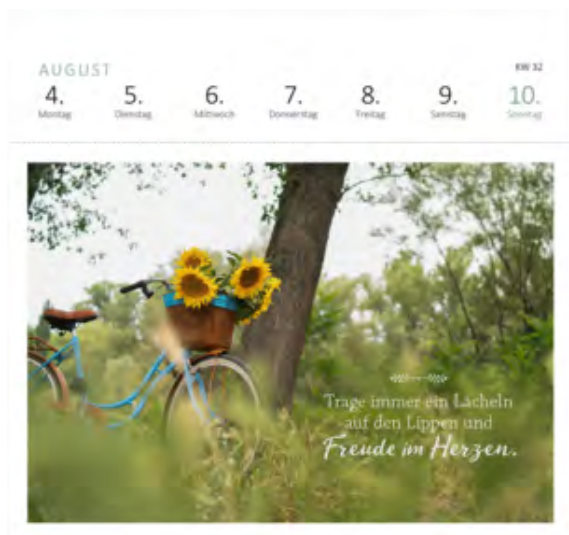 AUGUST
KW 32
4. 5. 6. 7. 8. 9. 10.
Montag Dienstag Mittwoch Donnerstag Freitag Samstag Sonntag
Trage immer ein Lächeln
auf den Lippen und
Freude im Herzen.